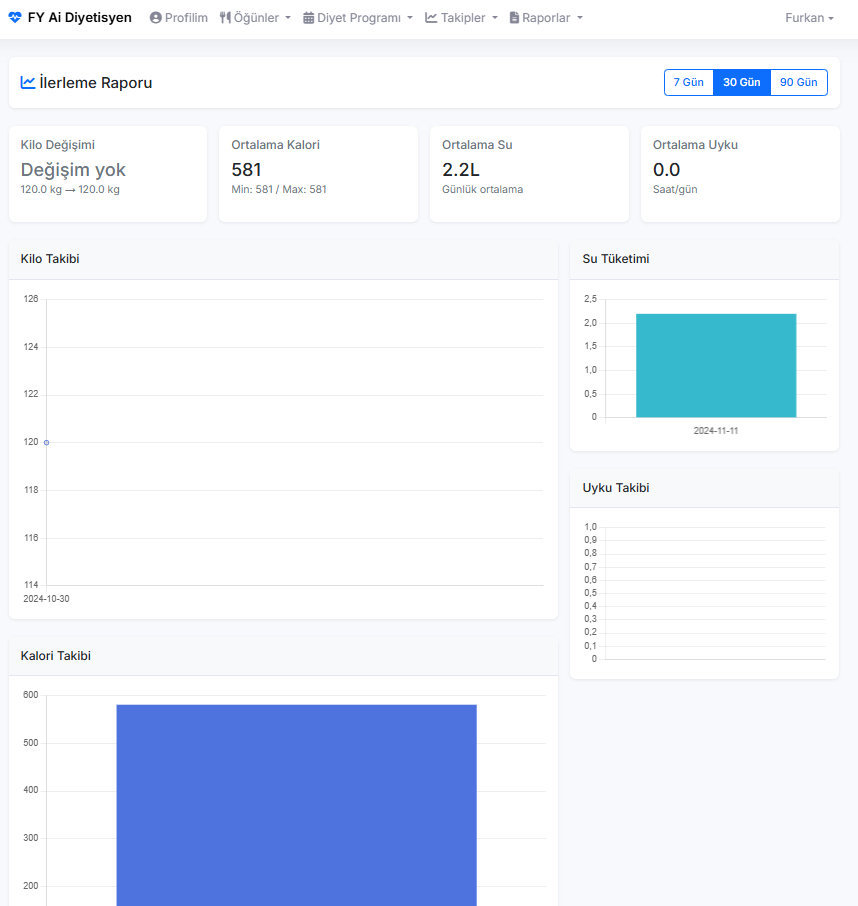 FY Ai Diyetisyen Profilim Öğünler Diyet Programı Takipler Raporlar Furkan
İlerleme Raporu
7 Gün 30 Gün 90 Gün
Kilo Değişimi
Değişim yok
120.0 kg → 120.0 kg
Ortalama Kalori
581
Min: 581 / Max: 581
Ortalama Su
2.2L
Günlük ortalama
Ortalama Uyku
0.0
Saat/gün
Kilo Takibi
126
124
122
120
118
116
114
2024-10-30
Su Tüketimi
2,5
2,0
1,5
1,0
0,5
0
2024-11-11
Uyku Takibi
1,0
0,9
0,8
0,7
0,6
0,5
0,4
0,3
0,2
0,1
0
Kalori Takibi
600
500
400
300
200